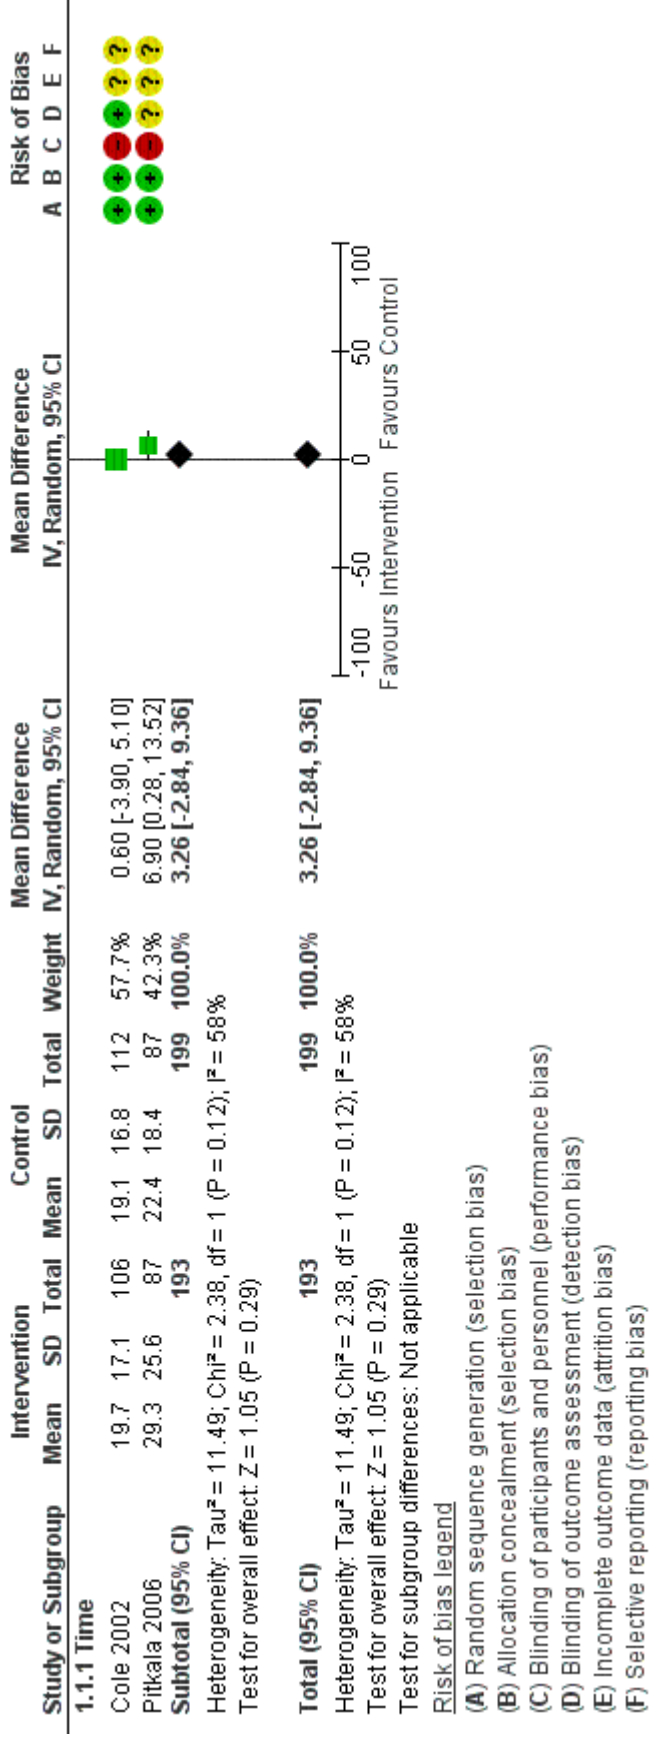 Intervention Control Mean Difference Mean Difference Risk of Bias
Study or Subgroup Mean SD Total Mean SD Total Weight IV, Random, 95% CI IV, Random, 95% CI A B C D E F
1.1.1 Time
Cole 2002 19.7 17.1 106 19.1 16.8 112 57.7% 0.60 [-3.90, 5.10] + + − + ? ?
Pitkala 2006 29.3 25.6 87 22.4 18.4 87 42.3% 6.90 [0.28, 13.52] + + − ? ? ?
Subtotal (95% CI) 193 199 100.0% 3.26 [-2.84, 9.36]
Heterogeneity: Tau² = 11.49; Chi² = 2.38, df = 1 (P = 0.12); I² = 58%
Test for overall effect: Z = 1.05 (P = 0.29)
Total (95% CI) 193 199 100.0% 3.26 [-2.84, 9.36]
Heterogeneity: Tau² = 11.49; Chi² = 2.38, df = 1 (P = 0.12); I² = 58%
Test for overall effect: Z = 1.05 (P = 0.29)
Test for subgroup differences: Not applicable
-100 -50 0 50 100
Favours Intervention Favours Control
Risk of bias legend
(A) Random sequence generation (selection bias)
(B) Allocation concealment (selection bias)
(C) Blinding of participants and personnel (performance bias)
(D) Blinding of outcome assessment (detection bias)
(E) Incomplete outcome data (attrition bias)
(F) Selective reporting (reporting bias)